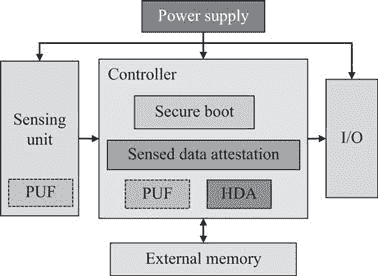 Power supply
Controller
Secure boot
Sensing
unit
Sensed data attestation
I/O
PUF
PUF
HDA
External memory